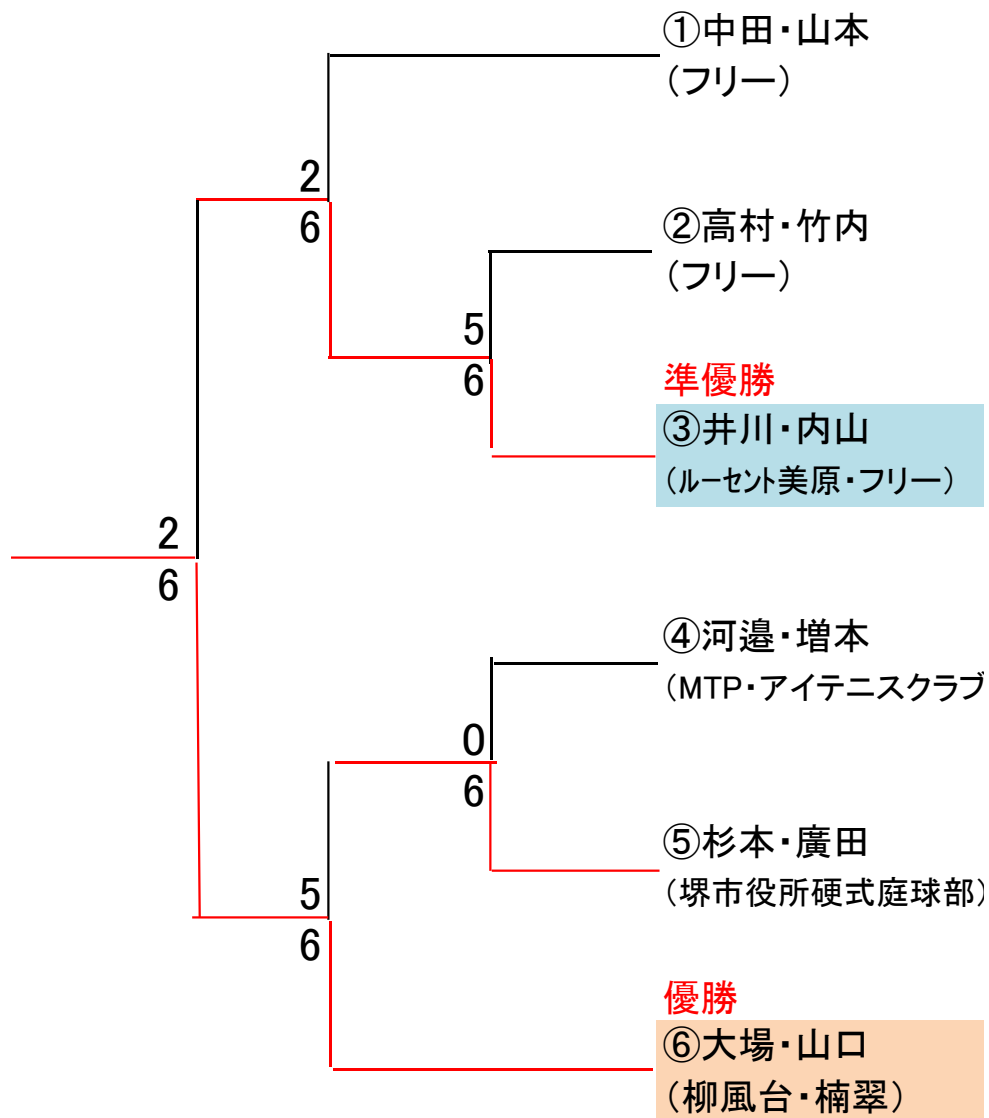 ①中田・山本
(フリー)
2
6
②高村・竹内
(フリー)
5
6
準優勝
③井川・内山
(ルーセント美原・フリー)
2
6
④河邉・増本
(MTP・アイテニスクラブ
0
6
⑤杉本・廣田
(堺市役所硬式庭球部)
5
6
優勝
⑥大場・山口
(柳風台・楠翠)